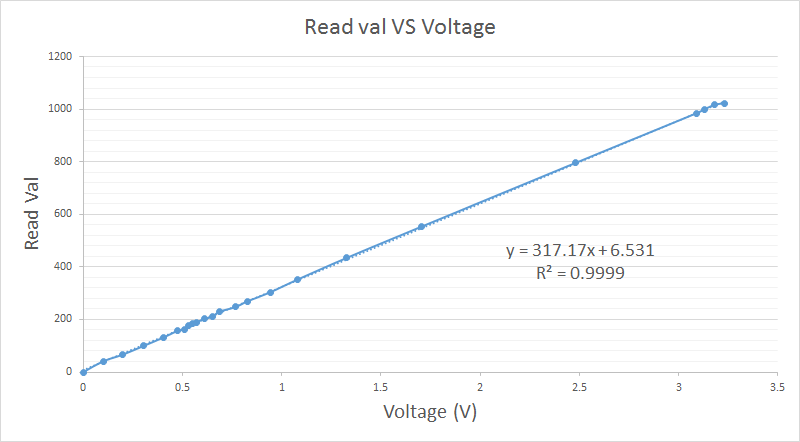 Read val VS Voltage
1200
1000
800
600
400
200
0
Read Val
y = 317.17x + 6.531
R² = 0.9999
0 0.5 1 1.5 2 2.5 3 3.5
Voltage (V)